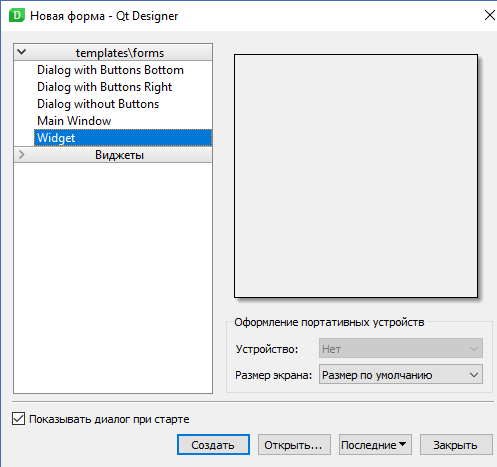 Новая форма - Qt Designer
templates\forms
Dialog with Buttons Bottom
Dialog with Buttons Right
Dialog without Buttons
Main Window
Widget
Виджеты
Оформление портативных устройств
Устройство: Нет
Размер экрана: Размер по умолчанию
Показывать диалог при старте
Создать Открыть... Последние Закрыть